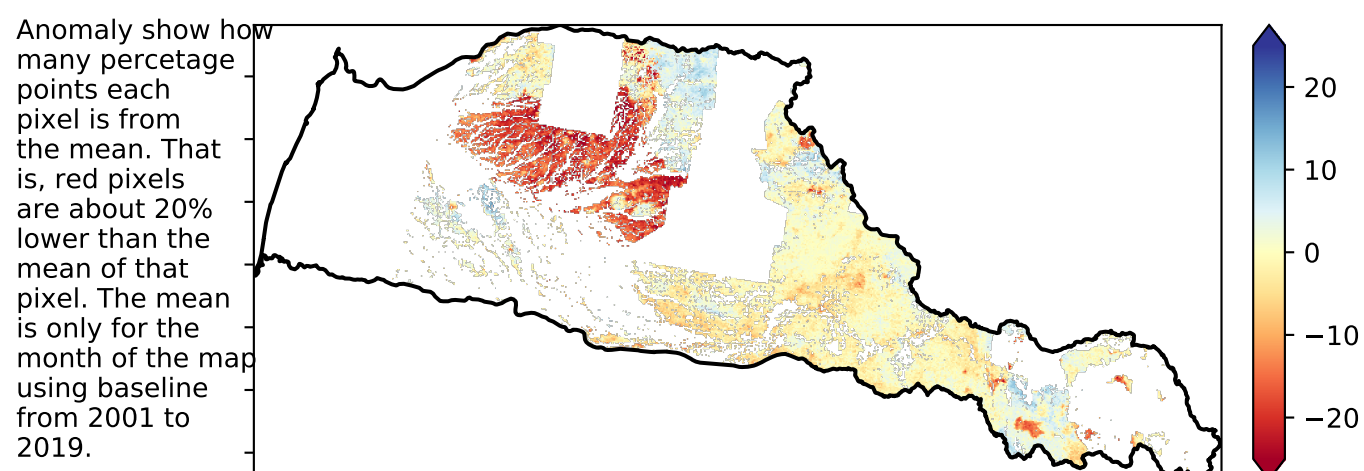 Anomaly show how
many percetage
points each
pixel is from
the mean. That
is, red pixels
are about 20%
lower than the
mean of that
pixel. The mean
is only for the
month of the map
using baseline
from 2001 to
2019.
20
10
0
−10
−20